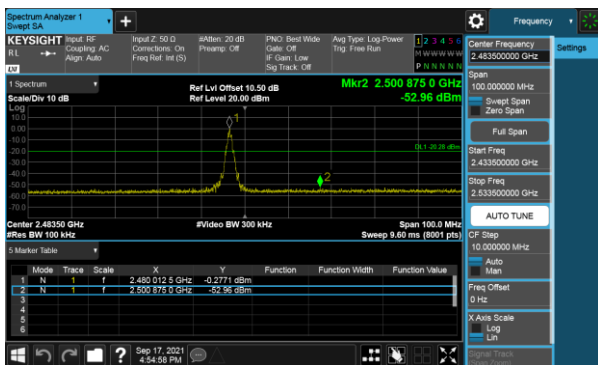 Spectrum Analyzer 1
Swept SA
+
Frequency
KEYSIGHT
RL
LXI
Input: RF
Coupling: AC
Align: Auto
Input Z: 50 Ω
Corrections: On
Freq Ref: Int (S)
#Atten: 20 dB
Preamp: Off
PNO: Best Wide
Gate: Off
IF Gain: Low
Sig Track: Off
Avg Type: Log-Power
Trig: Free Run
1 2 3 4 5 6
M W W W W W
P N N N N N
1 Spectrum
Scale/Div 10 dB
Ref Lvl Offset 10.50 dB
Ref Level 20.00 dBm
Mkr2 2.500 875 0 GHz
-52.96 dBm
Log
10.0
0.00
-10.0
-20.0
-30.0
-40.0
-50.0
-60.0
-70.0
1
DL1 -20.28 dBm
2
Center 2.48350 GHz
#Res BW 100 kHz
#Video BW 300 kHz
Span 100.0 MHz
Sweep 9.60 ms (8001 pts)
5 Marker Table
Mode Trace Scale X Y Function Function Width Function Value
1 N 1 f 2.480 012 5 GHz -0.2771 dBm
2 N 1 f 2.500 875 0 GHz -52.96 dBm
3
4
5
6
Sep 17, 2021
4:54:58 PM
Center Frequency
2.483500000 GHz
Settings
Span
100.000000 MHz
Swept Span
Zero Span
Full Span
Start Freq
2.433500000 GHz
Stop Freq
2.533500000 GHz
AUTO TUNE
CF Step
10.000000 MHz
Auto
Man
Freq Offset
0 Hz
X Axis Scale
Log
Lin
Signal Track
(Span Zoom)